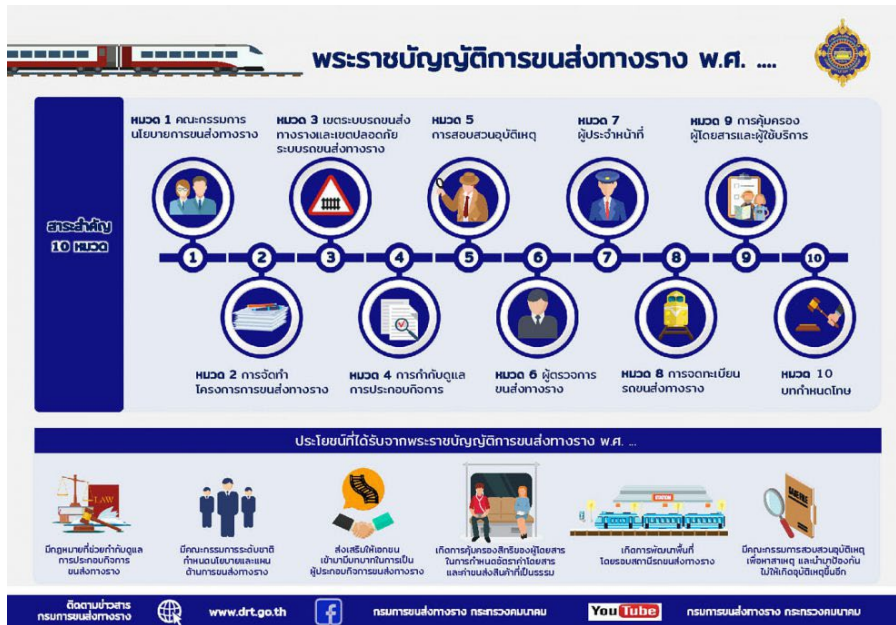 พระราชบัญญัติการขนส่งทางราง พ.ศ. ....
สาระสำคัญ
10 หมวด
หมวด 1 คณะกรรมการ
นโยบายการขนส่งทางราง
หมวด 3 เขตระบบรถขนส่ง
ทางรางและเขตปลอดภัย
ระบบรถขนส่งทางราง
หมวด 5
การสอบสวนอุบัติเหตุ
หมวด 7
ผู้ประจำหน้าที่
หมวด 9 การคุ้มครอง
ผู้โดยสารและผู้ใช้บริการ
1
2
3
4
5
6
7
8
9
10
หมวด 2 การจัดทำ
โครงการการขนส่งทางราง
หมวด 4 การกำกับดูแล
การประกอบกิจการ
หมวด 6 ผู้ตรวจการ
ขนส่งทางราง
หมวด 8 การจดทะเบียน
รถขนส่งทางราง
หมวด 10
บทกำหนดโทษ
ประโยชน์ที่ได้รับจากพระราชบัญญัติการขนส่งทางราง พ.ศ. ...
LAW
STATION
CASE FILE
มีกฎหมายที่ช่วยกำกับดูแล
การประกอบกิจการ
ขนส่งทางราง
มีคณะกรรมการระดับชาติ
กำหนดนโยบายและแผน
ด้านการขนส่งทางราง
ส่งเสริมให้เอกชน
เข้ามามีบทบาทในการเป็น
ผู้ประกอบกิจการขนส่งทางราง
เกิดการคุ้มครองสิทธิของผู้โดยสาร
ในการกำหนดอัตราค่าโดยสาร
และค่าขนส่งสินค้าที่เป็นธรรม
เกิดการพัฒนาพื้นที่
โดยรอบสถานีรถขนส่งทางราง
มีคณะกรรมการสวบสวนอุบัติเหตุ
เพื่อหาสาเหตุ และนำมาป้องกัน
ไม่ให้เกิดอุบัติเหตุขึ้นอีก
ติดตามข่าวสาร
กรมการขนส่งทางราง
www.drt.go.th
กรมการขนส่งทางราง กระทรวงคมนาคม
YouTube
กรมการขนส่งทางราง กระทรวงคมนาคม